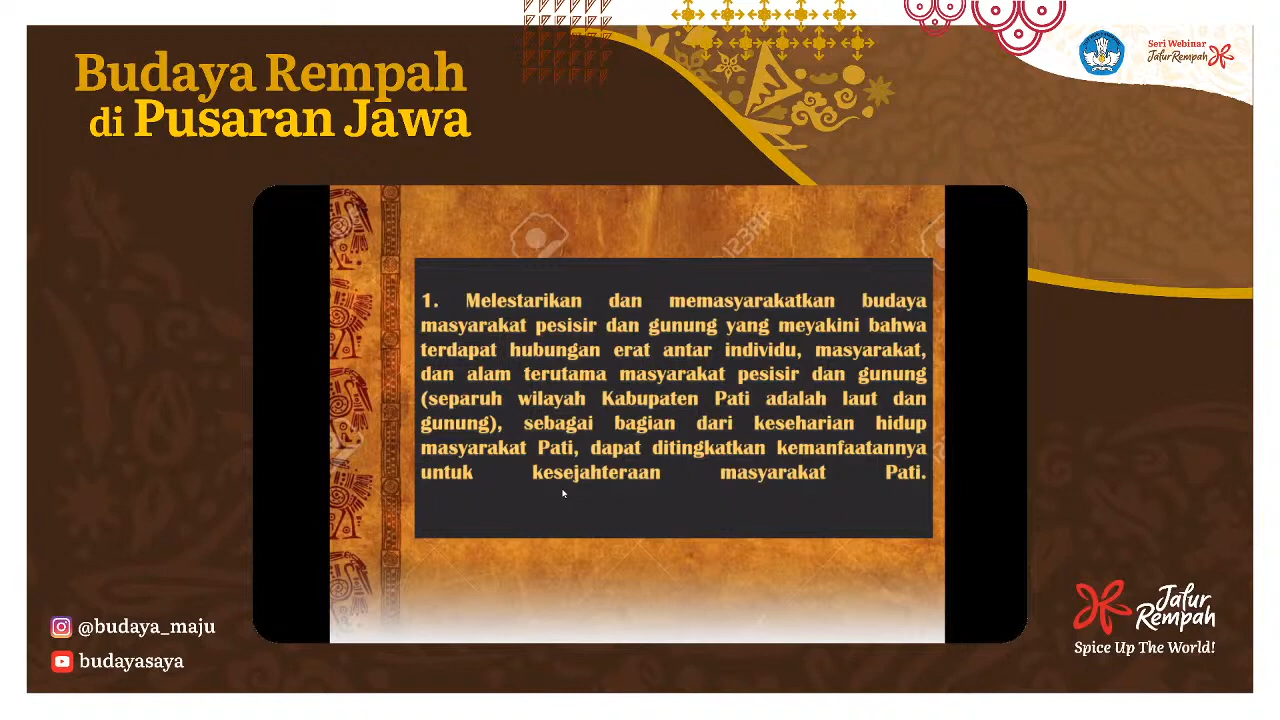 Budaya Rempah
di Pusaran Jawa
Seri Webinar
Jalur Rempah
123RF
1. Melestarikan dan memasyarakatkan budaya
masyarakat pesisir dan gunung yang meyakini bahwa
terdapat hubungan erat antar individu, masyarakat,
dan alam terutama masyarakat pesisir dan gunung
(separuh wilayah Kabupaten Pati adalah laut dan
gunung), sebagai bagian dari keseharian hidup
masyarakat Pati, dapat ditingkatkan kemanfaatannya
untuk kesejahteraan masyarakat Pati.
@budaya_maju
budayasaya
Jalur
Rempah
Spice Up The World!